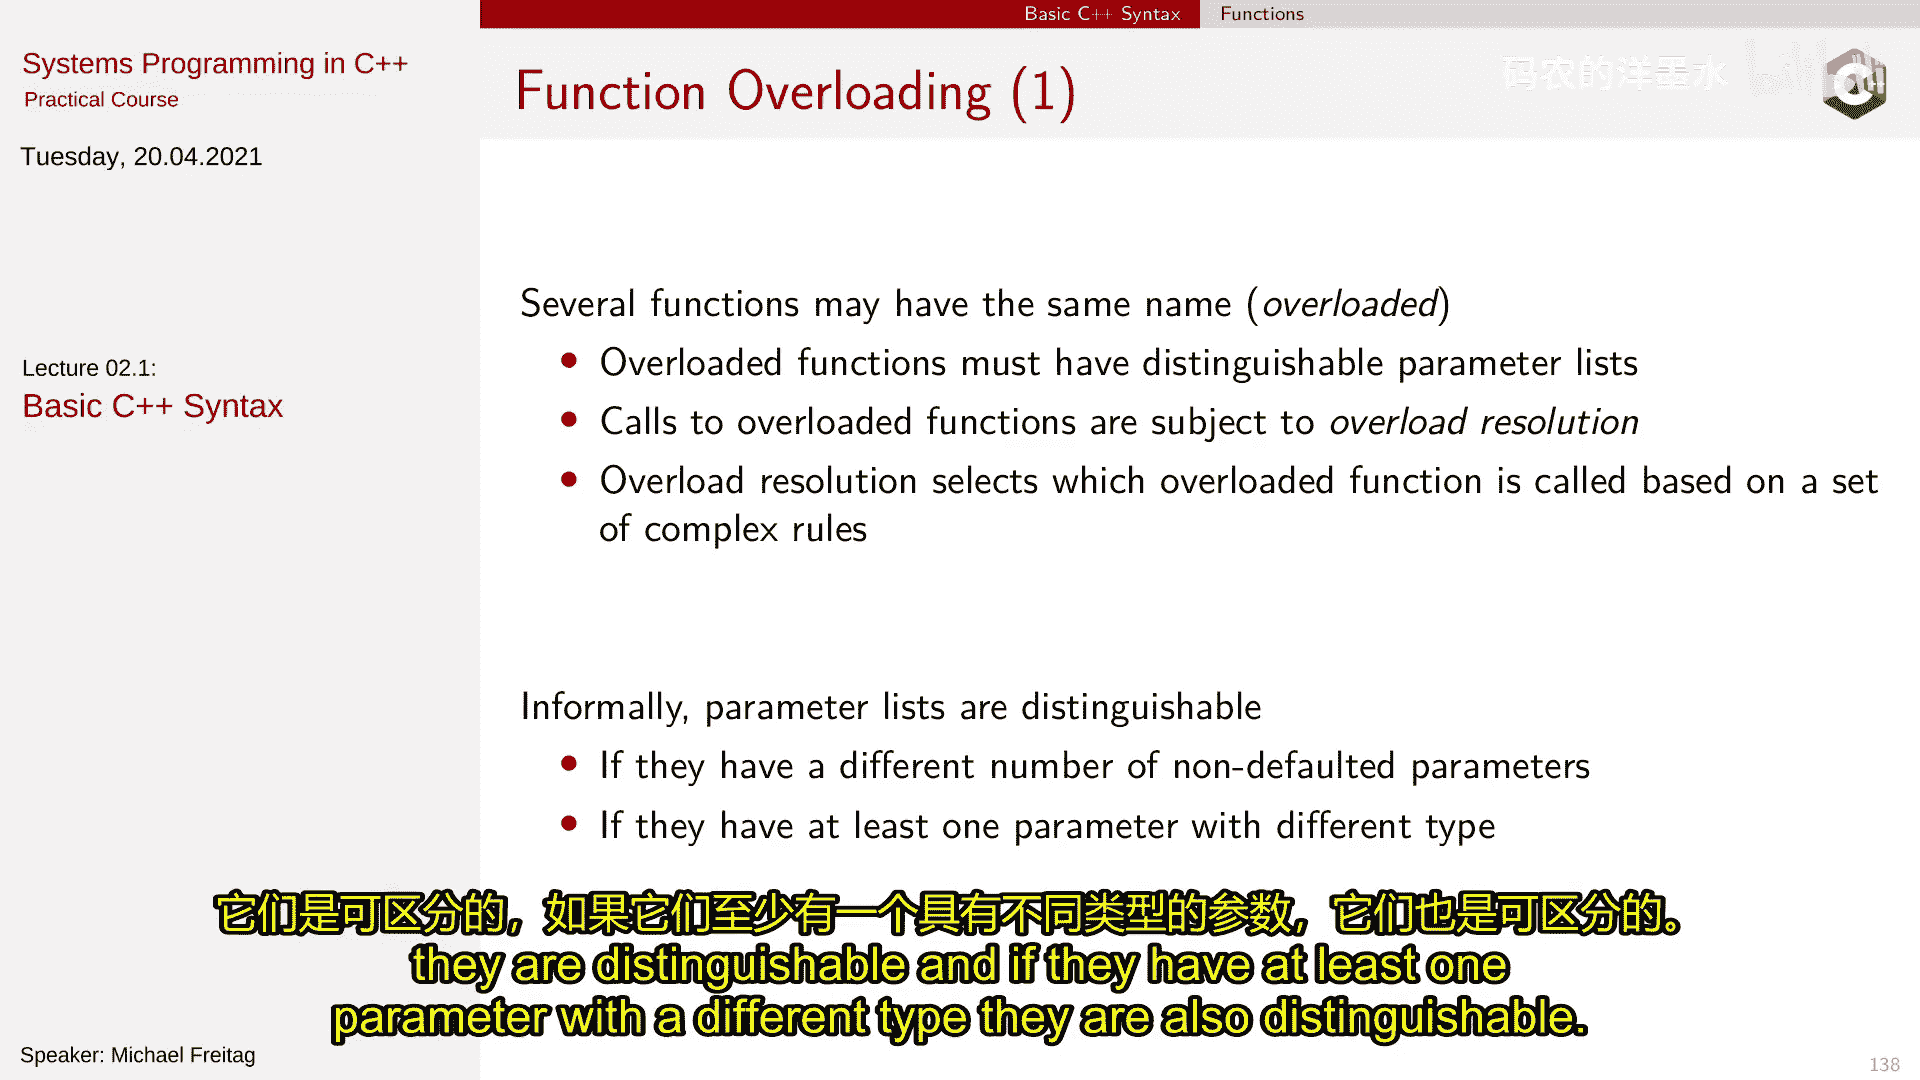 Basic C++ Syntax Functions
Systems Programming in C++
Practical Course
Tuesday, 20.04.2021
Lecture 02.1:
Basic C++ Syntax
Function Overloading (1)
码农的洋墨水
Several functions may have the same name (overloaded)
• Overloaded functions must have distinguishable parameter lists
• Calls to overloaded functions are subject to overload resolution
• Overload resolution selects which overloaded function is called based on a set
of complex rules
Informally, parameter lists are distinguishable
• If they have a different number of non-defaulted parameters
• If they have at least one parameter with different type
它们是可区分的，如果它们至少有一个具有不同类型的参数，它们也是可区分的。
they are distinguishable and if they have at least one
parameter with a different type they are also distinguishable.
Speaker: Michael Freitag
138